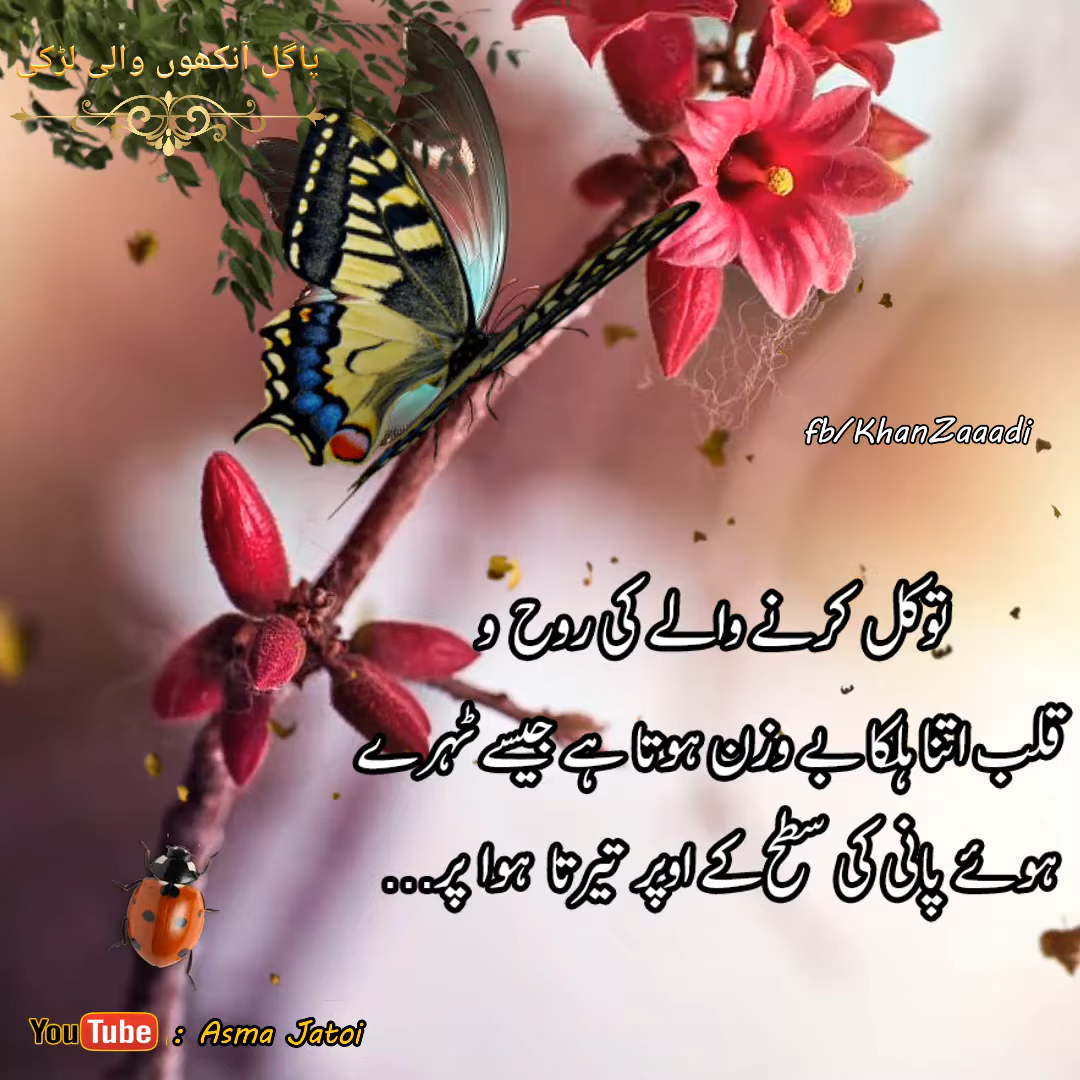 پاگل آنکھوں والی لڑکی
fb/KhanZaaadi
توکل کرنے والے کی روح و
قلب اتنا ہلکا بے وزن ہوتا ہے جیسے ٹہرے
ہوئے پانی کی سطح کے اوپر تیرتا ہوا پر...
YouTube : Asma Jatoi